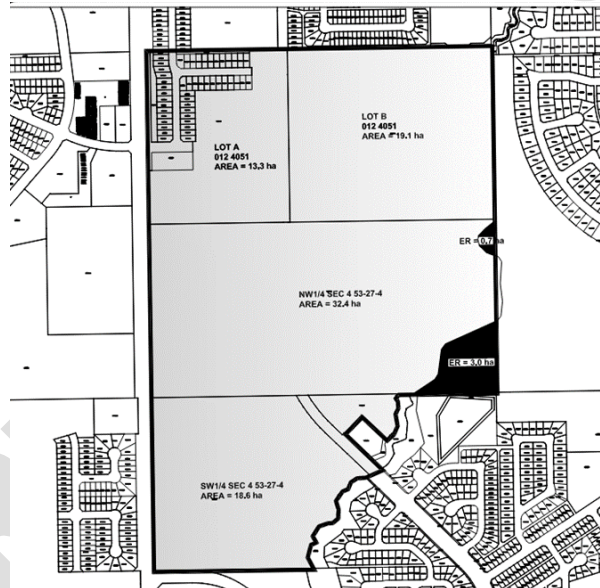 LOT B
012 4051
AREA = 19.1 ha
LOT A
012 4051
AREA = 13.3 ha
ER = 0.7 ha
NW1/4 SEC 4 53-27-4
AREA = 32.4 ha
ER = 3.0 ha
SW1/4 SEC 4 53-27-4
AREA = 18.6 ha